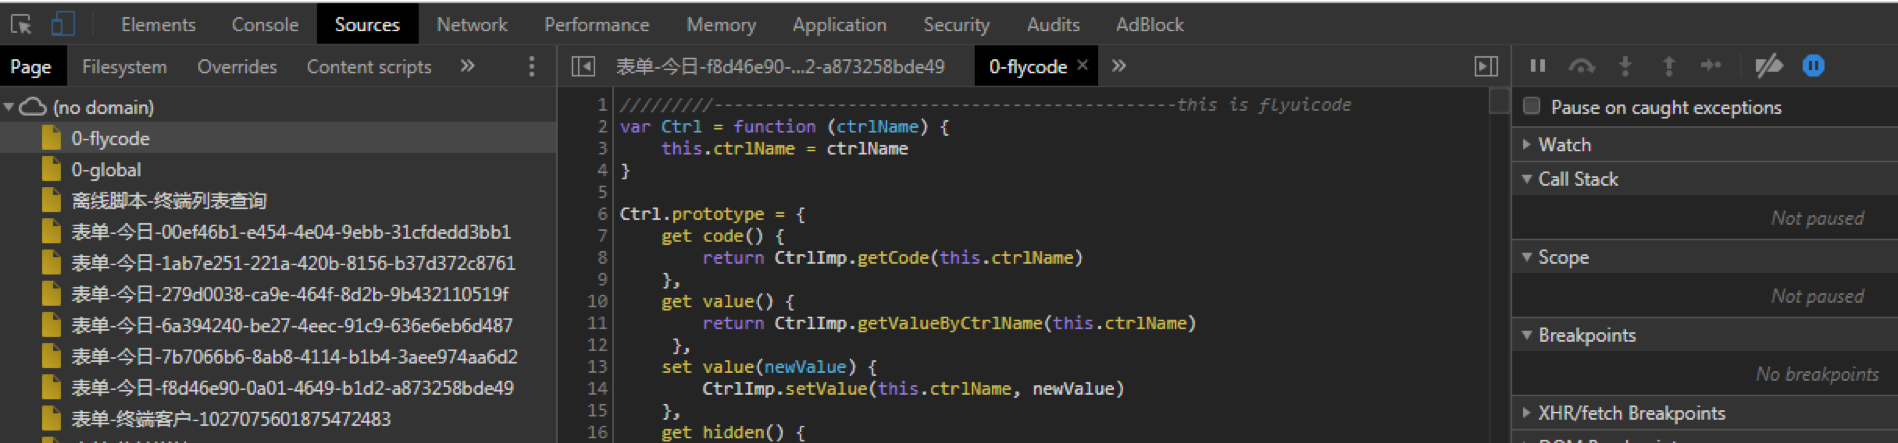 Elements Console Sources Network Performance Memory Application Security Audits AdBlock
Page Filesystem Overrides Content scripts »
(no domain)
0-flycode
0-global
离线脚本-终端列表查询
表单-今日-00ef46b1-e454-4e04-9ebb-31cfdedd3bb1
表单-今日-1ab7e251-221a-420b-8156-b37d372c8761
表单-今日-279d0038-ca9e-464f-8d2b-9b432110519f
表单-今日-6a394240-be27-4eec-91c9-636e6eb6d487
表单-今日-7b7066b6-8ab8-4114-b1b4-3aee974aa6d2
表单-今日-f8d46e90-0a01-4649-b1d2-a873258bde49
表单-终端客户-1027075601875472483
表单-今日-f8d46e90-...2-a873258bde49 0-flycode × »
1 /////////---------------------------------------------this is flyuicode
2 var Ctrl = function (ctrlName) {
3     this.ctrlName = ctrlName
4 }
5
6 Ctrl.prototype = {
7     get code() {
8         return CtrlImp.getCode(this.ctrlName)
9     },
10     get value() {
11         return CtrlImp.getValueByCtrlName(this.ctrlName)
12      },
13     set value(newValue) {
14         CtrlImp.setValue(this.ctrlName, newValue)
15     },
16     get hidden() {
Pause on caught exceptions
Watch
Call Stack
Not paused
Scope
Not paused
Breakpoints
No breakpoints
XHR/fetch Breakpoints